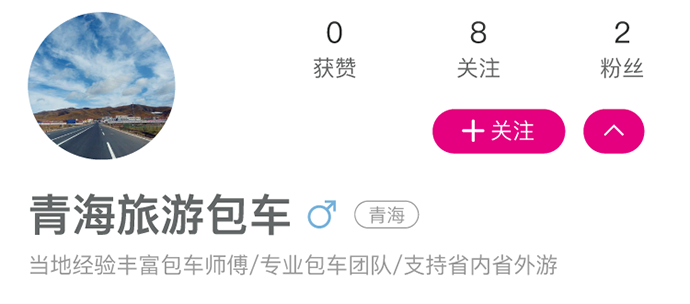 0 8 2
获赞 关注 粉丝
+关注
青海旅游包车 ♂ 青海
当地经验丰富包车师傅/专业包车团队/支持省内省外游